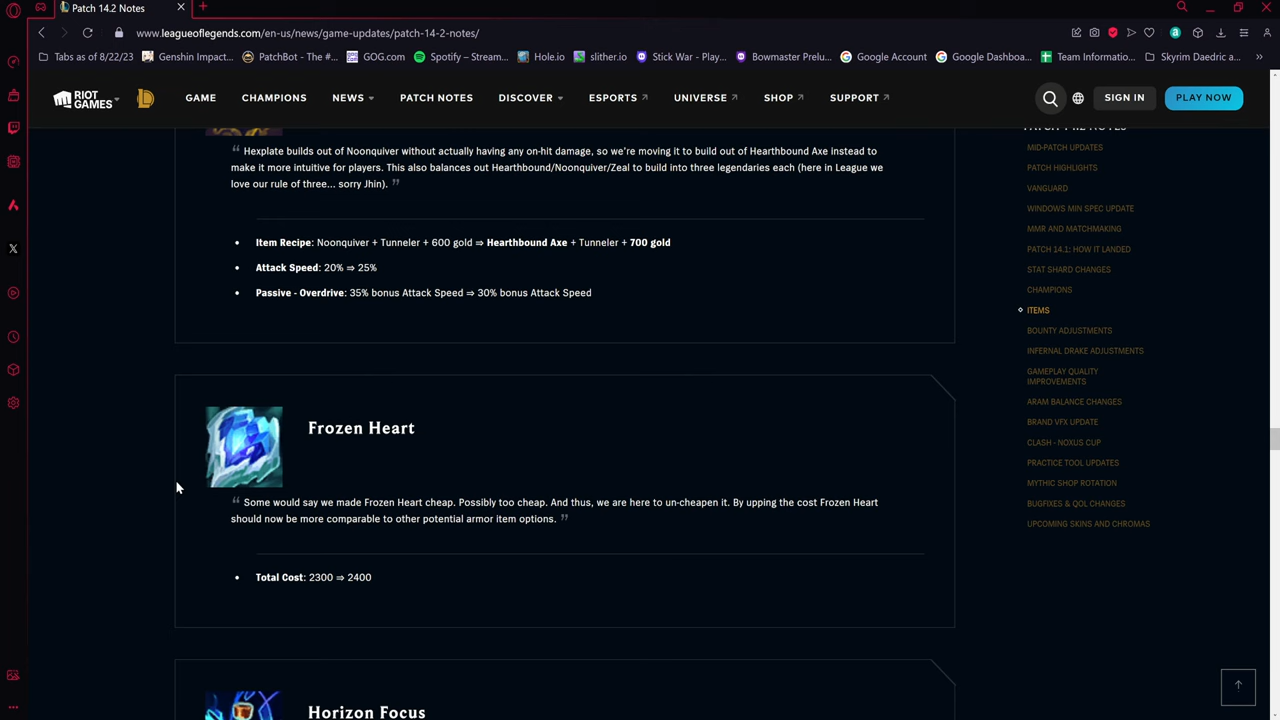 Patch 14.2 Notes
www.leagueoflegends.com/en-us/news/game-updates/patch-14-2-notes/
Tabs as of 8/22/23
Genshin Impact...
PatchBot - The #...
GOG.com
Spotify – Stream...
Hole.io
slither.io
Stick War - Play...
Bowmaster Prelu...
Google Account
Google Dashboa...
Team Informatio...
Skyrim Daedric a...
RIOT GAMES
GAME
CHAMPIONS
NEWS
PATCH NOTES
DISCOVER
ESPORTS
UNIVERSE
SHOP
SUPPORT
SIGN IN
PLAY NOW
“ Hexplate builds out of Noonquiver without actually having any on-hit damage, so we’re moving it to build out of Hearthbound Axe instead to
make it more intuitive for players. This also balances out Hearthbound/Noonquiver/Zeal to build into three legendaries each (here in League we
love our rule of three... sorry Jhin). ”
Item Recipe: Noonquiver + Tunneler + 600 gold ⇒ Hearthbound Axe + Tunneler + 700 gold
Attack Speed: 20% ⇒ 25%
Passive - Overdrive: 35% bonus Attack Speed ⇒ 30% bonus Attack Speed
Frozen Heart
“ Some would say we made Frozen Heart cheap. Possibly too cheap. And thus, we are here to un-cheapen it. By upping the cost Frozen Heart
should now be more comparable to other potential armor item options. ”
Total Cost: 2300 ⇒ 2400
Horizon Focus
PATCH 14.2 NOTES
MID-PATCH UPDATES
PATCH HIGHLIGHTS
VANGUARD
WINDOWS MIN SPEC UPDATE
MMR AND MATCHMAKING
PATCH 14.1: HOW IT LANDED
STAT SHARD CHANGES
CHAMPIONS
ITEMS
BOUNTY ADJUSTMENTS
INFERNAL DRAKE ADJUSTMENTS
GAMEPLAY QUALITY
IMPROVEMENTS
ARAM BALANCE CHANGES
BRAND VFX UPDATE
CLASH - NOXUS CUP
PRACTICE TOOL UPDATES
MYTHIC SHOP ROTATION
BUGFIXES & QOL CHANGES
UPCOMING SKINS AND CHROMAS